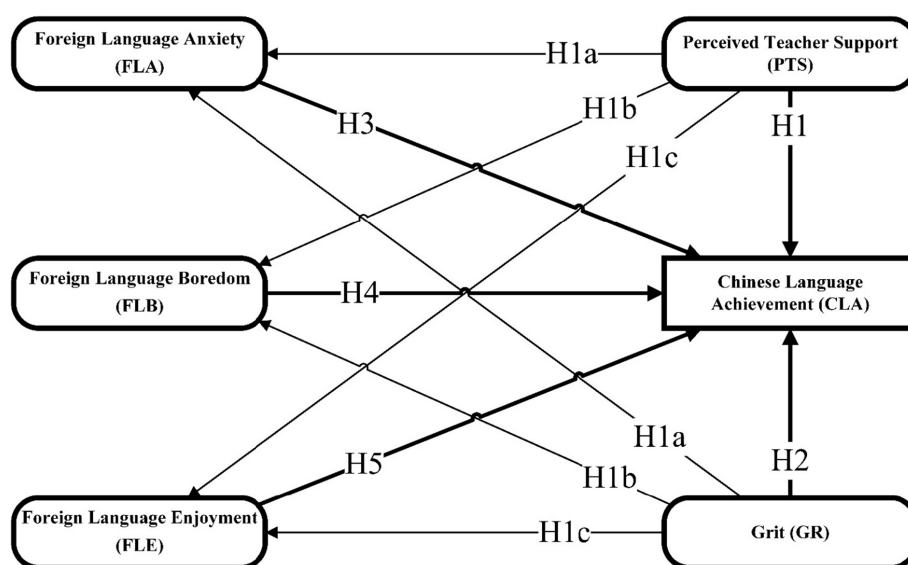 Foreign Language Anxiety
(FLA)
H1a
Perceived Teacher Support
(PTS)
H3
H1b
H1c
H1
Foreign Language Boredom
(FLB)
H4
Chinese Language
Achievement (CLA)
H5
H1a
H1b
H2
Foreign Language Enjoyment
(FLE)
H1c
Grit (GR)